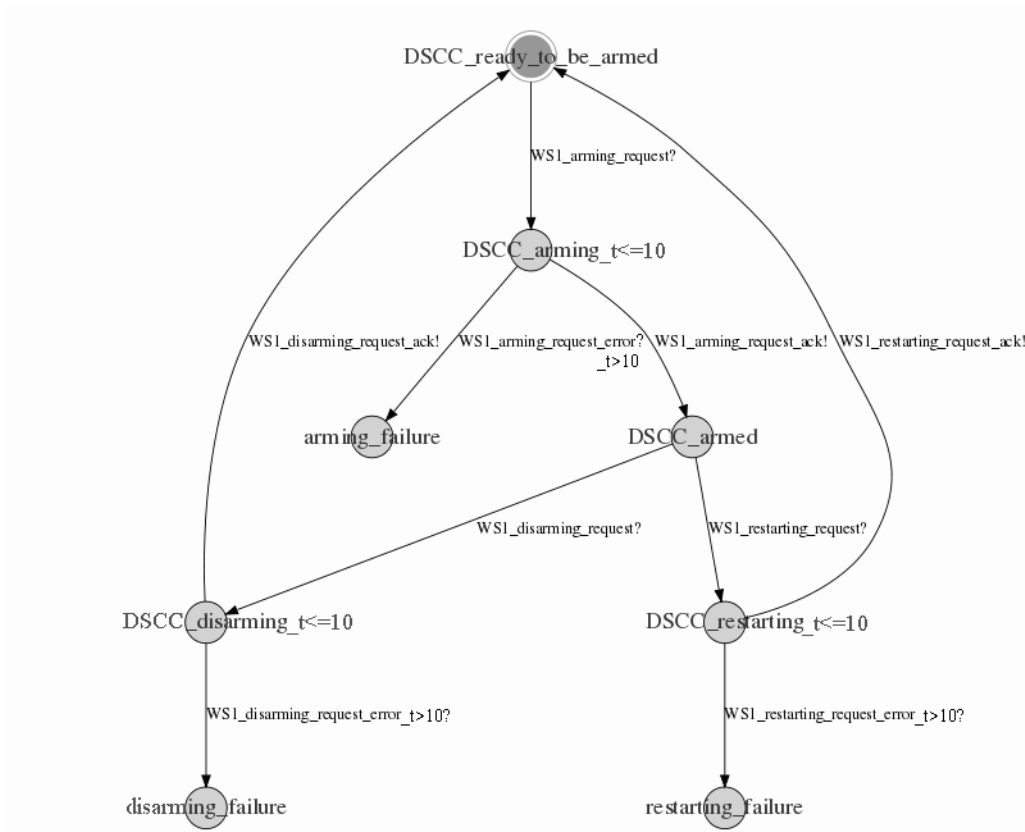 DSCC_ready_to_be_armed
WS1_arming_request?
DSCC_arming_t<=10
WS1_disarming_request_ack!
WS1_arming_request_error?
_t>10
WS1_arming_request_ack!
WS1_restarting_request_ack!
arming_failure
DSCC_armed
WS1_disarming_request?
WS1_restarting_request?
DSCC_disarming_t<=10
DSCC_restarting_t<=10
WS1_disarming_request_error_t>10?
WS1_restarting_request_error_t>10?
disarming_failure
restarting_failure